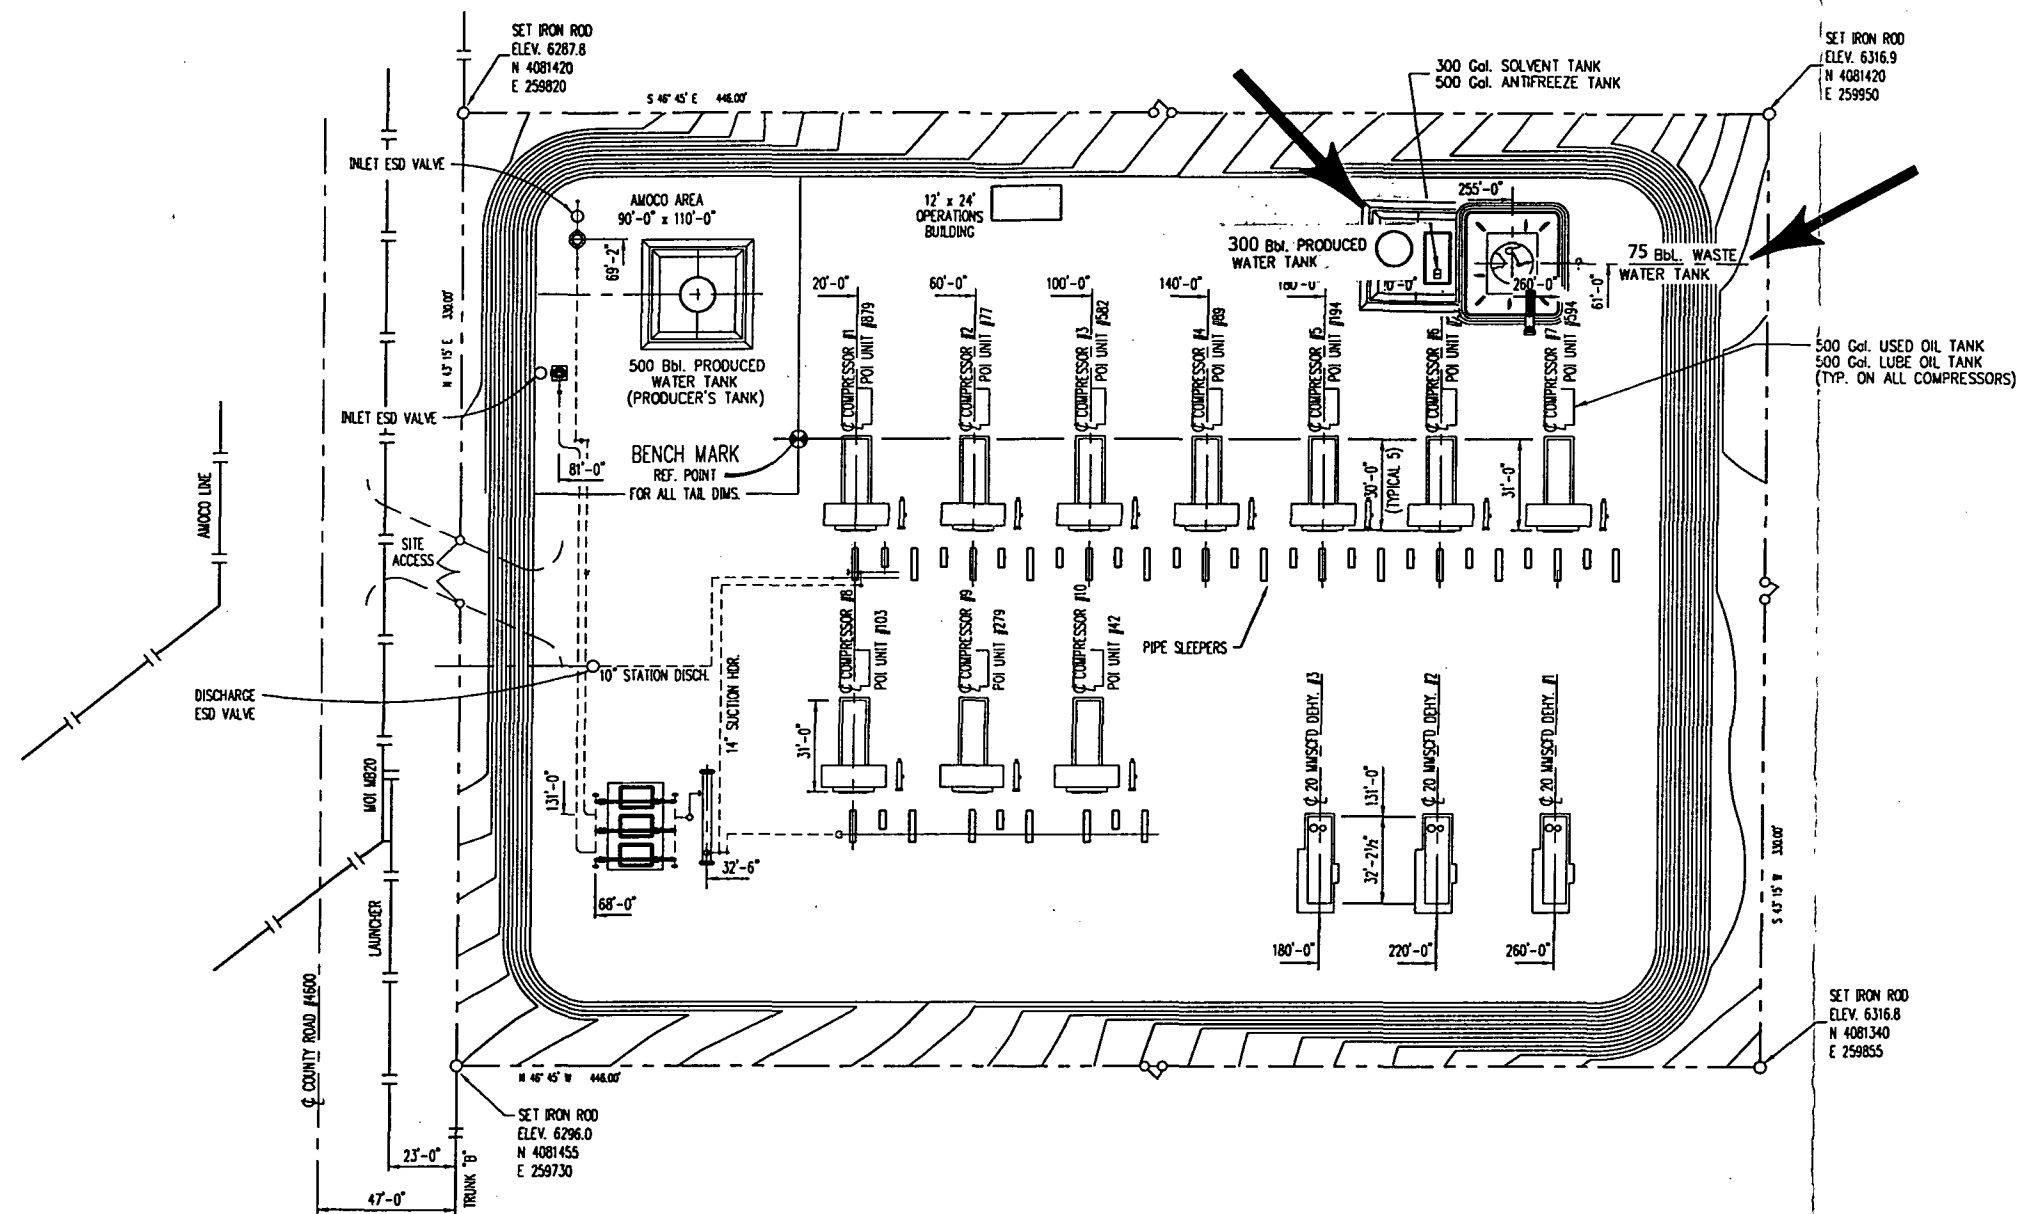 SET IRON ROD
ELEV. 6287.8
N 4081420
E 259820
S 46° 45' E 446.00'
300 Gal. SOLVENT TANK
500 Gal. ANTIFREEZE TANK
SET IRON ROD
ELEV. 6316.9
N 4081420
E 259950
INLET ESD VALVE
AMOCO AREA
90'-0" x 110'-0"
69'-2"
12' x 24'
OPERATIONS
BUILDING
255'-0"
300 Bbl. PRODUCED
WATER TANK
75 Bbl. WASTE
WATER TANK
260'-0"
61'-0"
N 43° 15' E 330.00'
500 Bbl. PRODUCED
WATER TANK
(PRODUCER'S TANK)
20'-0"
60'-0"
100'-0"
140'-0"
180'-0"
℄ COMPRESSOR #1
POI UNIT #879
℄ COMPRESSOR #2
POI UNIT #77
℄ COMPRESSOR #3
POI UNIT #582
℄ COMPRESSOR #4
POI UNIT #89
℄ COMPRESSOR #5
POI UNIT #194
℄ COMPRESSOR #6
POI UNIT
℄ COMPRESSOR #7
POI UNIT #594
500 Gal. USED OIL TANK
500 Gal. LUBE OIL TANK
(TYP. ON ALL COMPRESSORS)
INLET ESD VALVE
81'-0"
BENCH MARK
REF. POINT
FOR ALL TAIL DIMS.
30'-0"
(TYPICAL 5)
31'-0"
AMOCO LINE
SITE
ACCESS
℄ COMPRESSOR #8
POI UNIT #103
℄ COMPRESSOR #9
POI UNIT #279
℄ COMPRESSOR #10
POI UNIT #42
PIPE SLEEPERS
10" STATION DISCH.
14" SUCTION HDR.
DISCHARGE
ESD VALVE
31'-0"
℄ 20 MMSCFD DEHY. #3
℄ 20 MMSCFD DEHY. #2
℄ 20 MMSCFD DEHY. #1
131'-0"
32'-2½"
MOI M820
131'-0"
32'-6"
68'-0"
LAUNCHER
180'-0"
220'-0"
260'-0"
S 43° 15' W 330.00'
℄ COUNTY ROAD #4600
N 46° 45' W 446.00'
SET IRON ROD
ELEV. 6316.8
N 4081340
E 259855
SET IRON ROD
ELEV. 6296.0
N 4081455
E 259730
23'-0"
47'-0"
TRUNK "B"